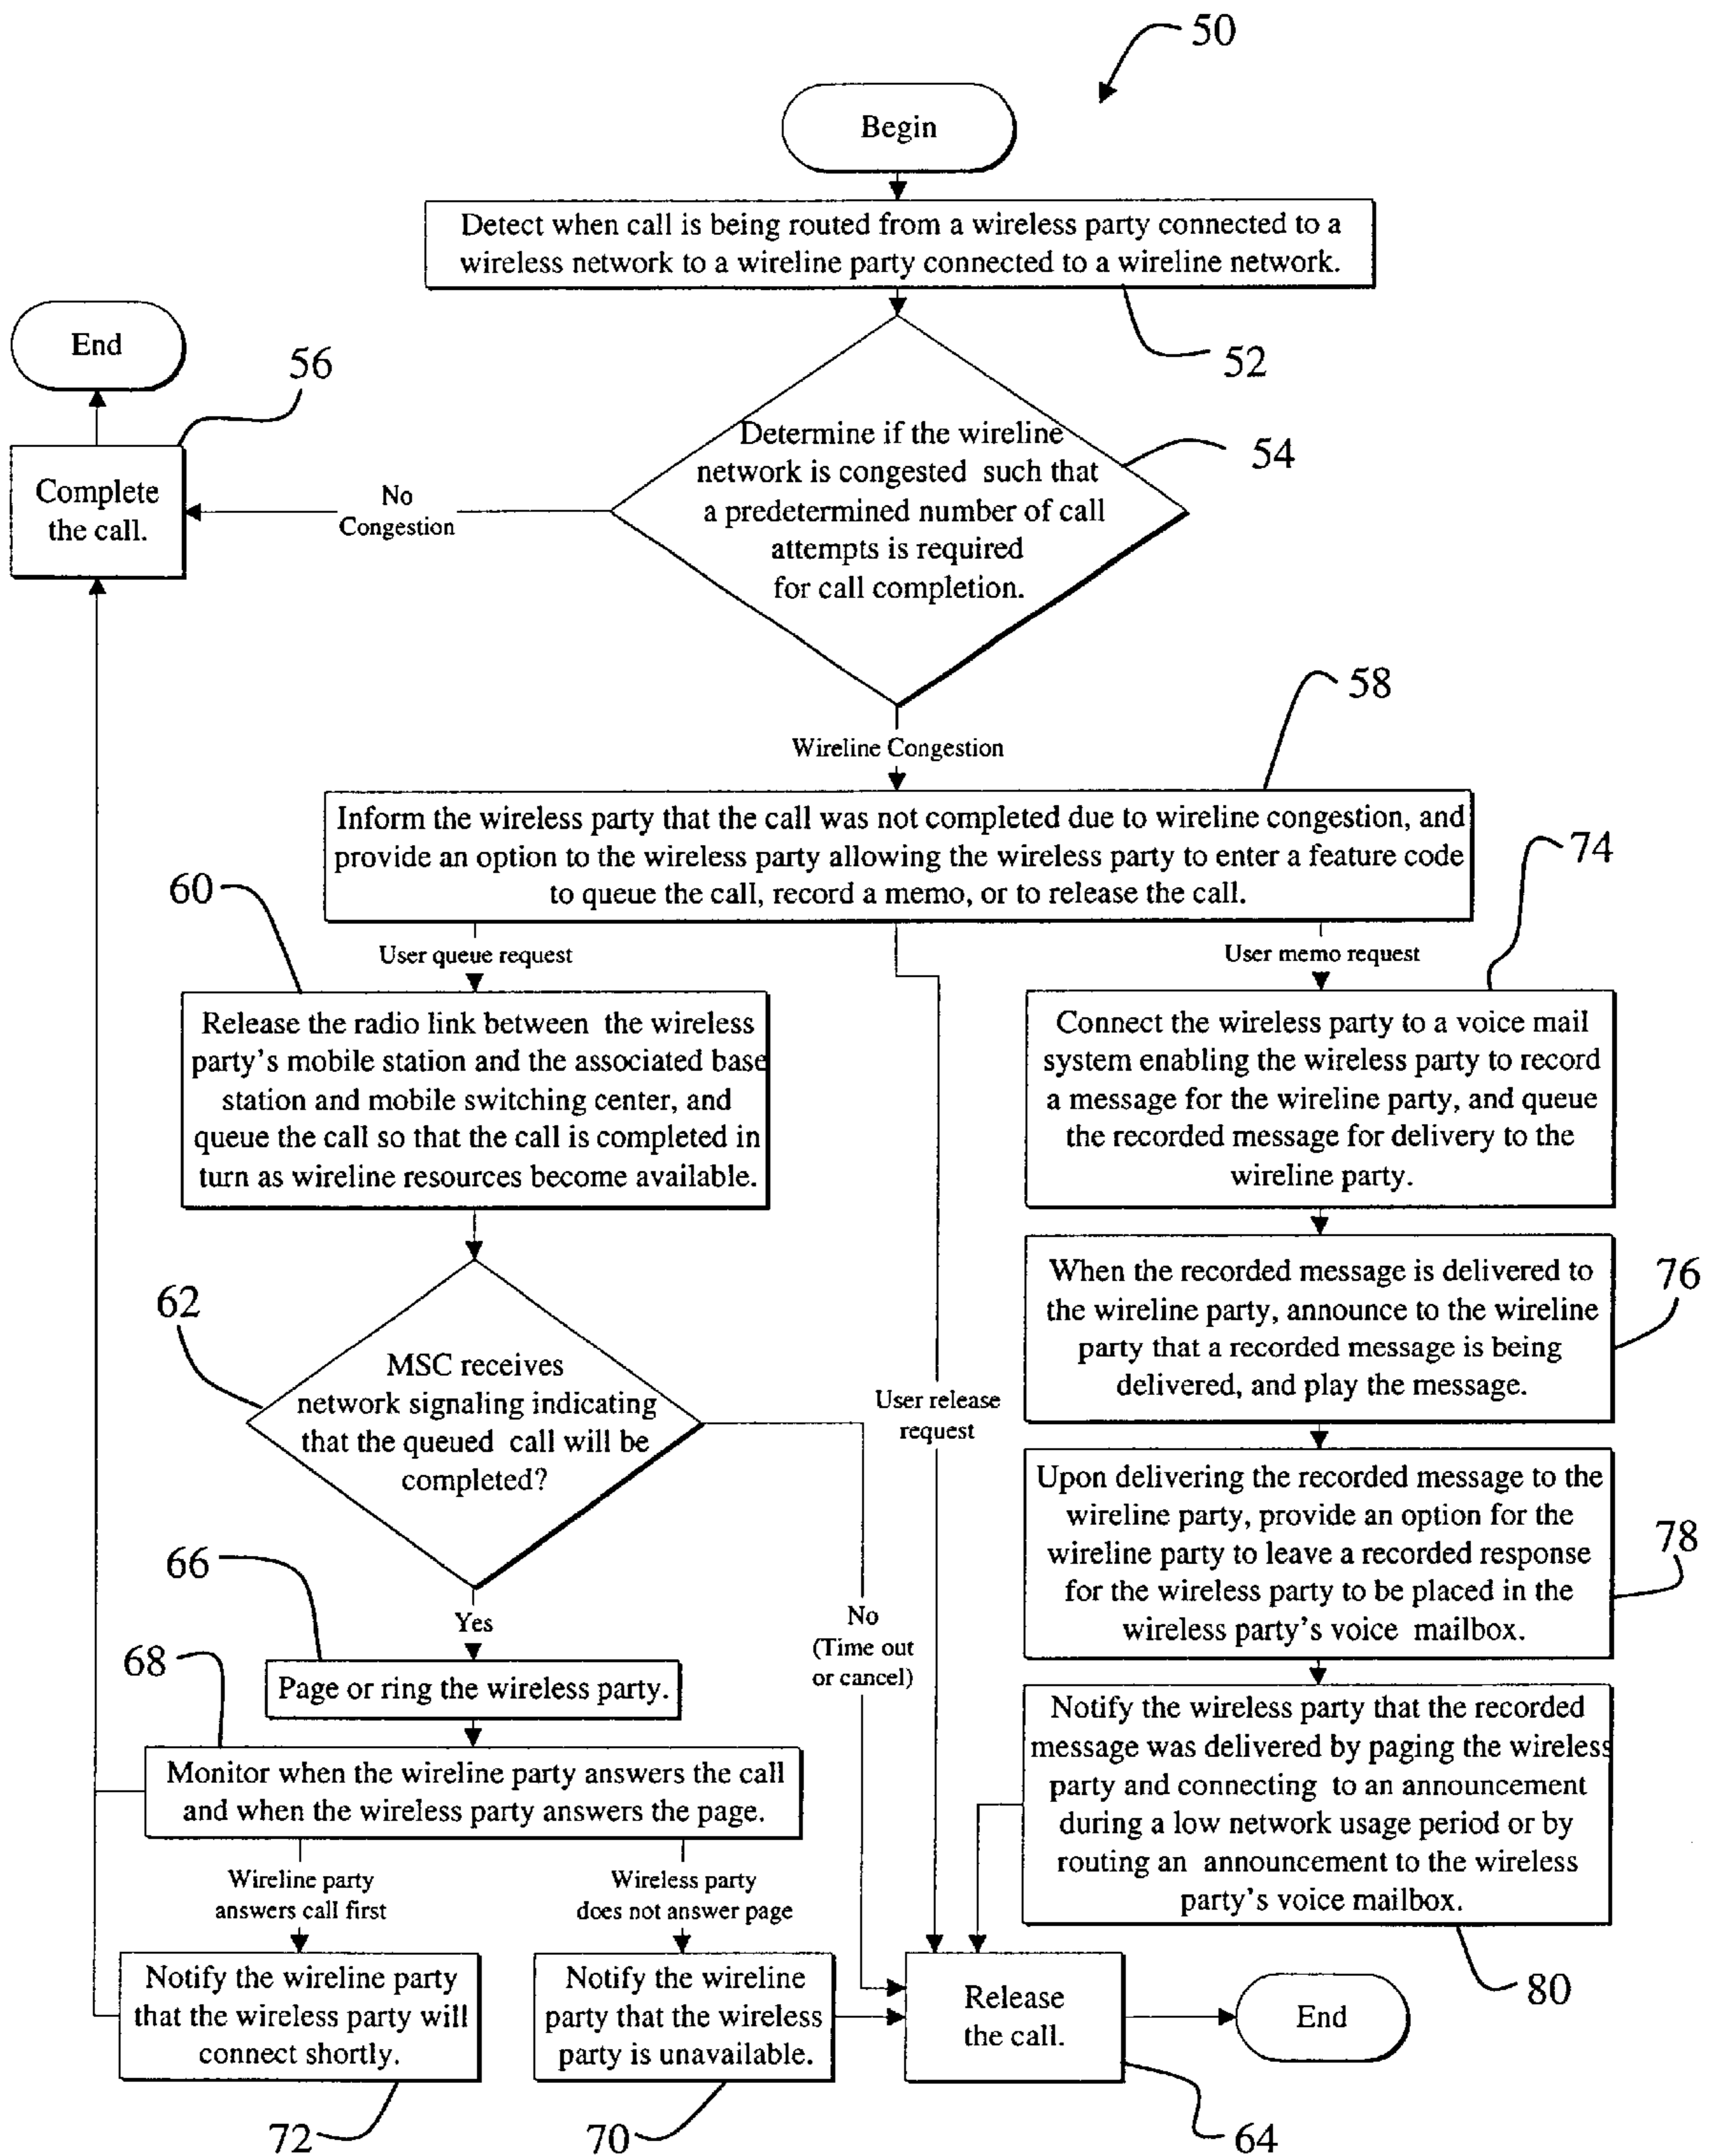 50
Begin
Detect when call is being routed from a wireless party connected to a
wireless network to a wireline party connected to a wireline network.
52
End
56
Complete
the call.
No
Congestion
Determine if the wireline
network is congested such that
a predetermined number of call
attempts is required
for call completion.
54
Wireline Congestion
58
Inform the wireless party that the call was not completed due to wireline congestion, and
provide an option to the wireless party allowing the wireless party to enter a feature code
to queue the call, record a memo, or to release the call.
60
User queue request
User memo request
74
Release the radio link between the wireless
party's mobile station and the associated base
station and mobile switching center, and
queue the call so that the call is completed in
turn as wireline resources become available.
Connect the wireless party to a voice mail
system enabling the wireless party to record
a message for the wireline party, and queue
the recorded message for delivery to the
wireline party.
62
MSC receives
network signaling indicating
that the queued call will be
completed?
User release
request
When the recorded message is delivered to
the wireline party, announce to the wireline
party that a recorded message is being
delivered, and play the message.
76
Upon delivering the recorded message to the
wireline party, provide an option for the
wireline party to leave a recorded response
for the wireless party to be placed in the
wireless party's voice mailbox.
78
66
Yes
No
(Time out
or cancel)
Page or ring the wireless party.
68
Monitor when the wireline party answers the call
and when the wireless party answers the page.
Notify the wireless party that the recorded
message was delivered by paging the wireless
party and connecting to an announcement
during a low network usage period or by
routing an announcement to the wireless
party's voice mailbox.
80
Wireline party
answers call first
Wireless party
does not answer page
Notify the wireline party
that the wireless party will
connect shortly.
72
Notify the wireline
party that the wireless
party is unavailable.
70
Release
the call.
64
End